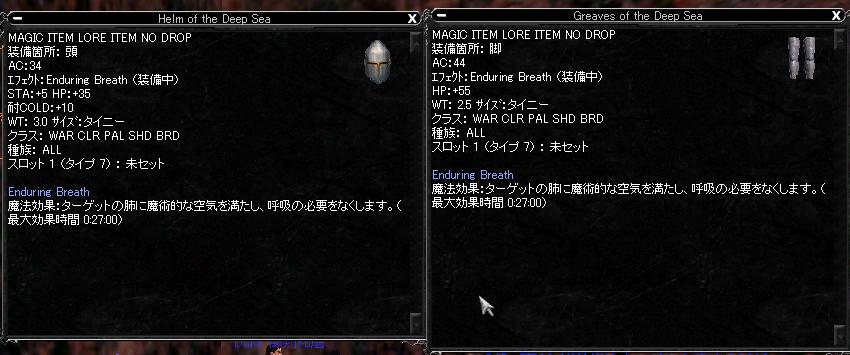 Helm of the Deep Sea
MAGIC ITEM LORE ITEM NO DROP
装備箇所: 頭
AC:34
ｴﾌｪｸﾄ:Enduring Breath (装備中)
STA:+5 HP:+35
耐COLD:+10
WT: 3.0 ｻｲｽﾞ:タイニー
クラス: WAR CLR PAL SHD BRD
種族: ALL
スロット 1 (タイプ 7) : 未セット
Enduring Breath
魔法効果:ターゲットの肺に魔術的な空気を満たし、呼吸の必要をなくします。(
最大効果時間 0:27:00)
Greaves of the Deep Sea
MAGIC ITEM LORE ITEM NO DROP
装備箇所: 脚
AC:44
ｴﾌｪｸﾄ:Enduring Breath (装備中)
HP:+55
WT: 2.5 ｻｲｽﾞ:タイニー
クラス: WAR CLR PAL SHD BRD
種族: ALL
スロット 1 (タイプ 7) : 未セット
Enduring Breath
魔法効果:ターゲットの肺に魔術的な空気を満たし、呼吸の必要をなくします。(
最大効果時間 0:27:00)